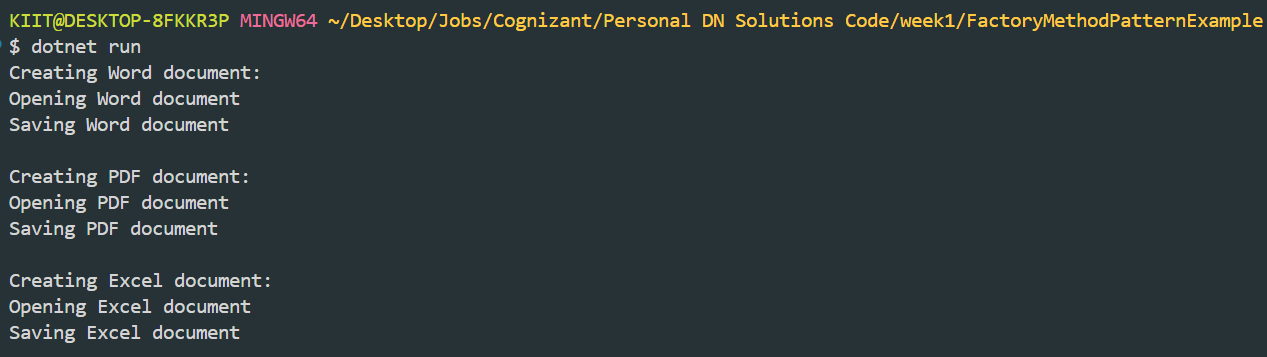 KIIT@DESKTOP-8FKKR3P MINGW64 ~/Desktop/Jobs/Cognizant/Personal DN Solutions Code/week1/FactoryMethodPatternExample
$ dotnet run
Creating Word document:
Opening Word document
Saving Word document

Creating PDF document:
Opening PDF document
Saving PDF document

Creating Excel document:
Opening Excel document
Saving Excel document